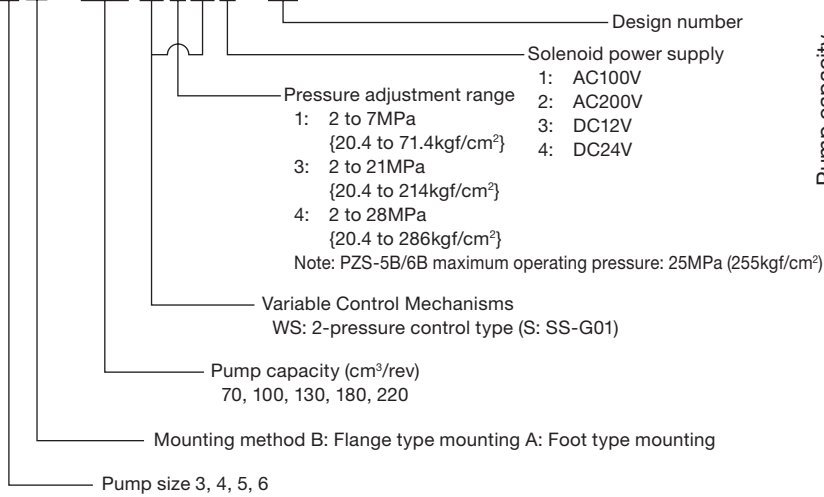 Design number
Solenoid power supply
1: AC100V
2: AC200V
3: DC12V
4: DC24V
Pressure adjustment range
1: 2 to 7MPa
{20.4 to 71.4kgf/cm²}
3: 2 to 21MPa
{20.4 to 214kgf/cm²}
4: 2 to 28MPa
{20.4 to 286kgf/cm²}
Note: PZS-5B/6B maximum operating pressure: 25MPa (255kgf/cm²)
Variable Control Mechanisms
WS: 2-pressure control type (S: SS-G01)
Pump capacity (cm³/rev)
70, 100, 130, 180, 220
Mounting method B: Flange type mounting A: Foot type mounting
Pump size 3, 4, 5, 6
Pump capacity